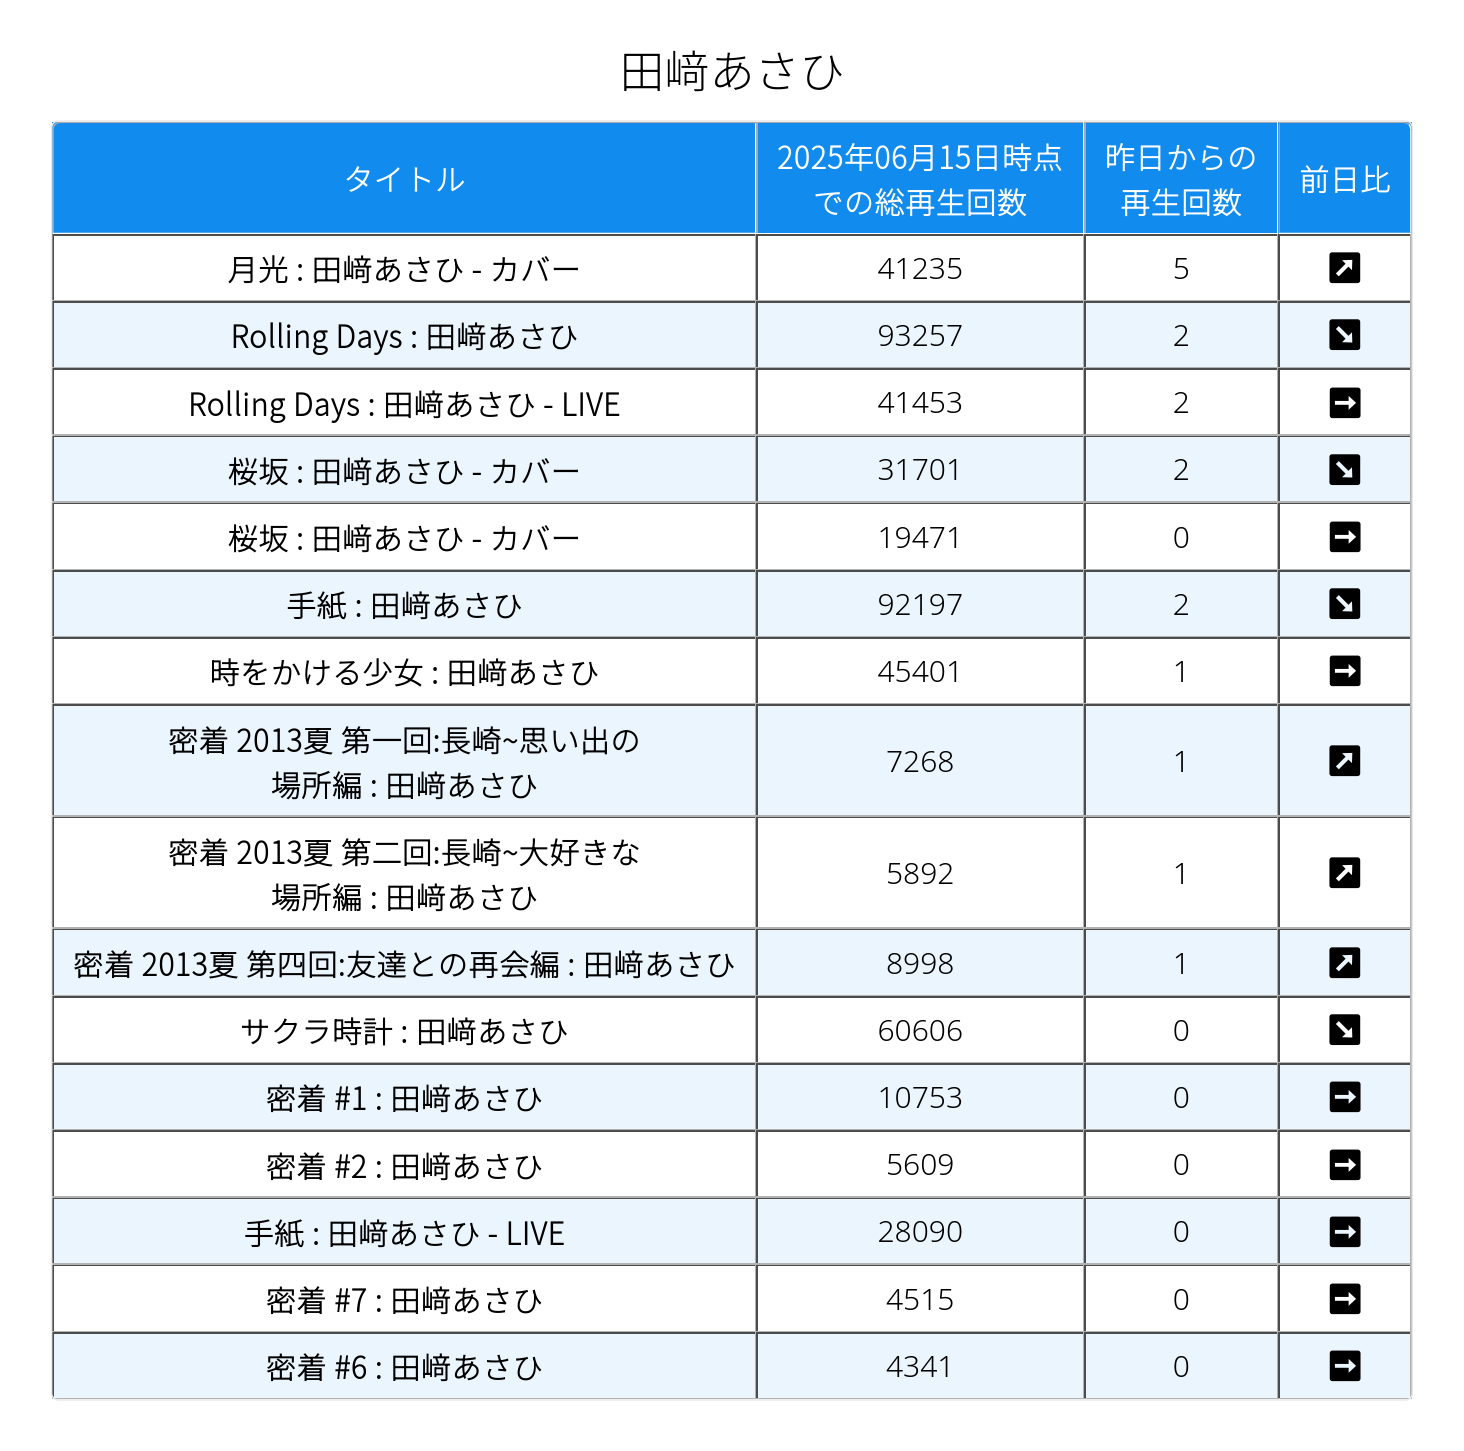 田﨑あさひ
タイトル
2025年06月15日時点
での総再生回数
昨日からの
再生回数
前日比
月光 : 田﨑あさひ - カバー 41235 5 ↗
Rolling Days : 田﨑あさひ 93257 2 ↘
Rolling Days : 田﨑あさひ - LIVE 41453 2 →
桜坂 : 田﨑あさひ - カバー 31701 2 ↘
桜坂 : 田﨑あさひ - カバー 19471 0 →
手紙 : 田﨑あさひ 92197 2 ↘
時をかける少女 : 田﨑あさひ 45401 1 →
密着 2013夏 第一回:長崎~思い出の
場所編 : 田﨑あさひ
7268 1 ↗
密着 2013夏 第二回:長崎~大好きな
場所編 : 田﨑あさひ
5892 1 ↗
密着 2013夏 第四回:友達との再会編 : 田﨑あさひ 8998 1 ↗
サクラ時計 : 田﨑あさひ 60606 0 ↘
密着 #1 : 田﨑あさひ 10753 0 →
密着 #2 : 田﨑あさひ 5609 0 →
手紙 : 田﨑あさひ - LIVE 28090 0 →
密着 #7 : 田﨑あさひ 4515 0 →
密着 #6 : 田﨑あさひ 4341 0 →